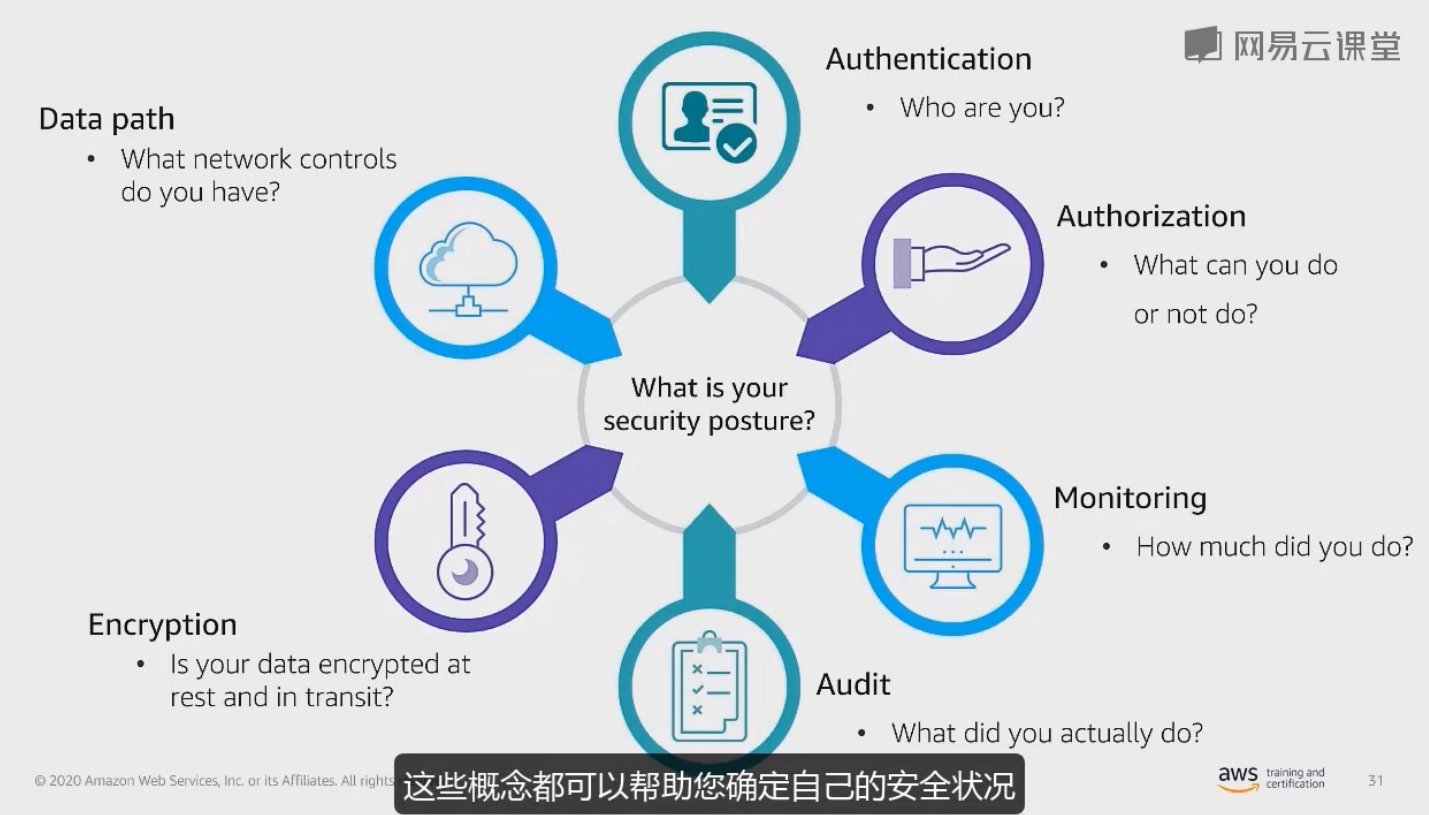 网易云课堂
Authentication
• Who are you?
Data path
• What network controls
do you have?
Authorization
• What can you do
or not do?
What is your
security posture?
Monitoring
• How much did you do?
Encryption
• Is your data encrypted at
rest and in transit?
Audit
• What did you actually do?
© 2020 Amazon Web Services, Inc. or its Affiliates. All rights
这些概念都可以帮助您确定自己的安全状况
aws training and
certification
31